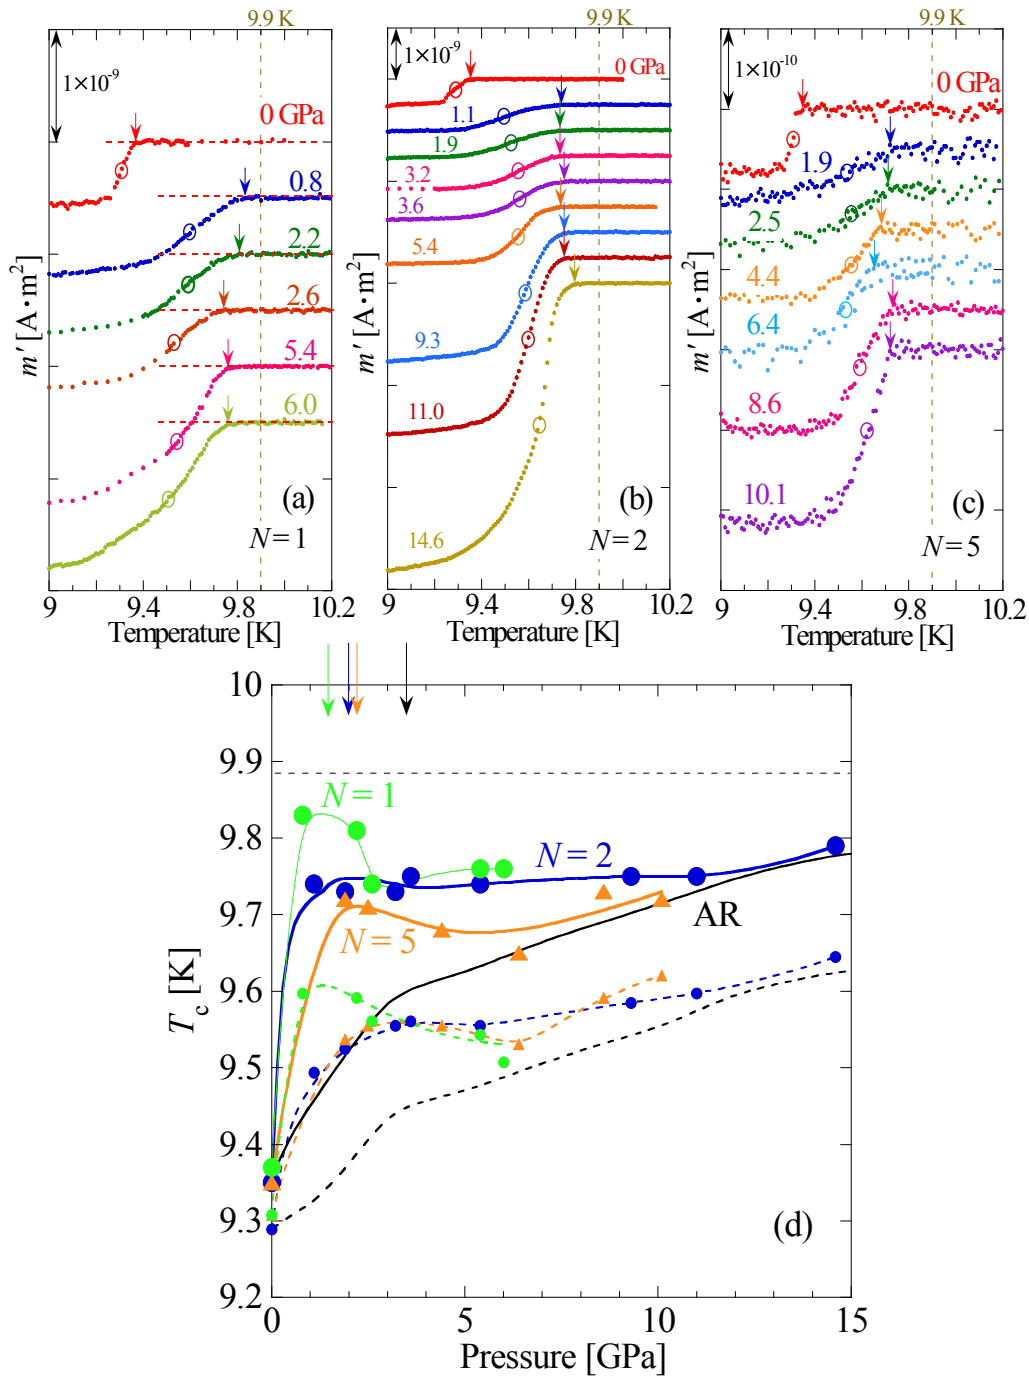 9.9 K
1×10⁻⁹
0 GPa
0.8
2.2
2.6
5.4
6.0
(a)
N = 1
m′ [A·m²]
9 9.4 9.8 10.2
Temperature [K]
9.9 K
1×10⁻⁹
0 GPa
1.1
1.9
3.2
3.6
5.4
9.3
11.0
14.6
(b)
N = 2
m′ [A·m²]
9 9.4 9.8 10.2
Temperature [K]
9.9 K
1×10⁻¹⁰
0 GPa
1.9
2.5
4.4
6.4
8.6
10.1
(c)
N = 5
m′ [A·m²]
9 9.4 9.8 10.2
Temperature [K]
10
9.9
9.8
9.7
9.6
9.5
9.4
9.3
9.2
Tc [K]
N = 1
N = 2
N = 5
AR
(d)
0 5 10 15
Pressure [GPa]